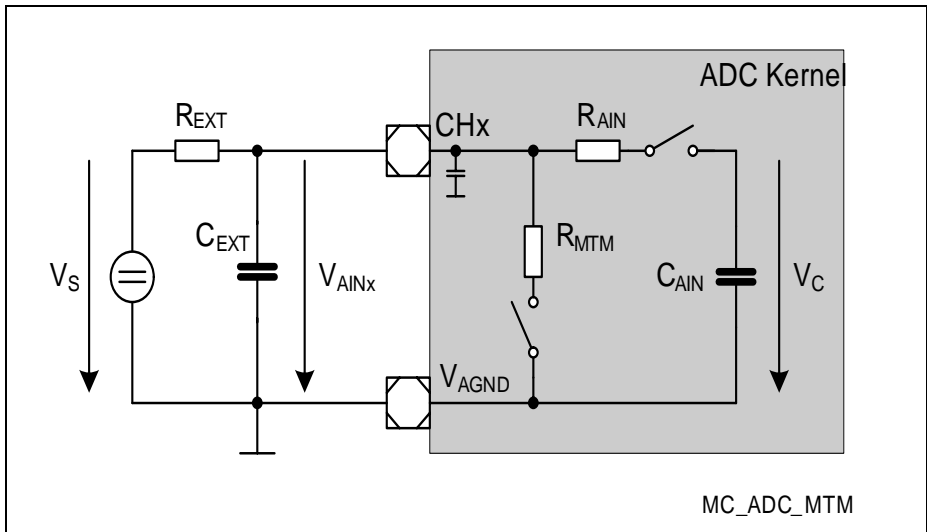 ADC Kernel
REXT
CHx
RAIN
CEXT
RMTM
VS
VAINx
CAIN
VC
VAGND
MC_ADC_MTM